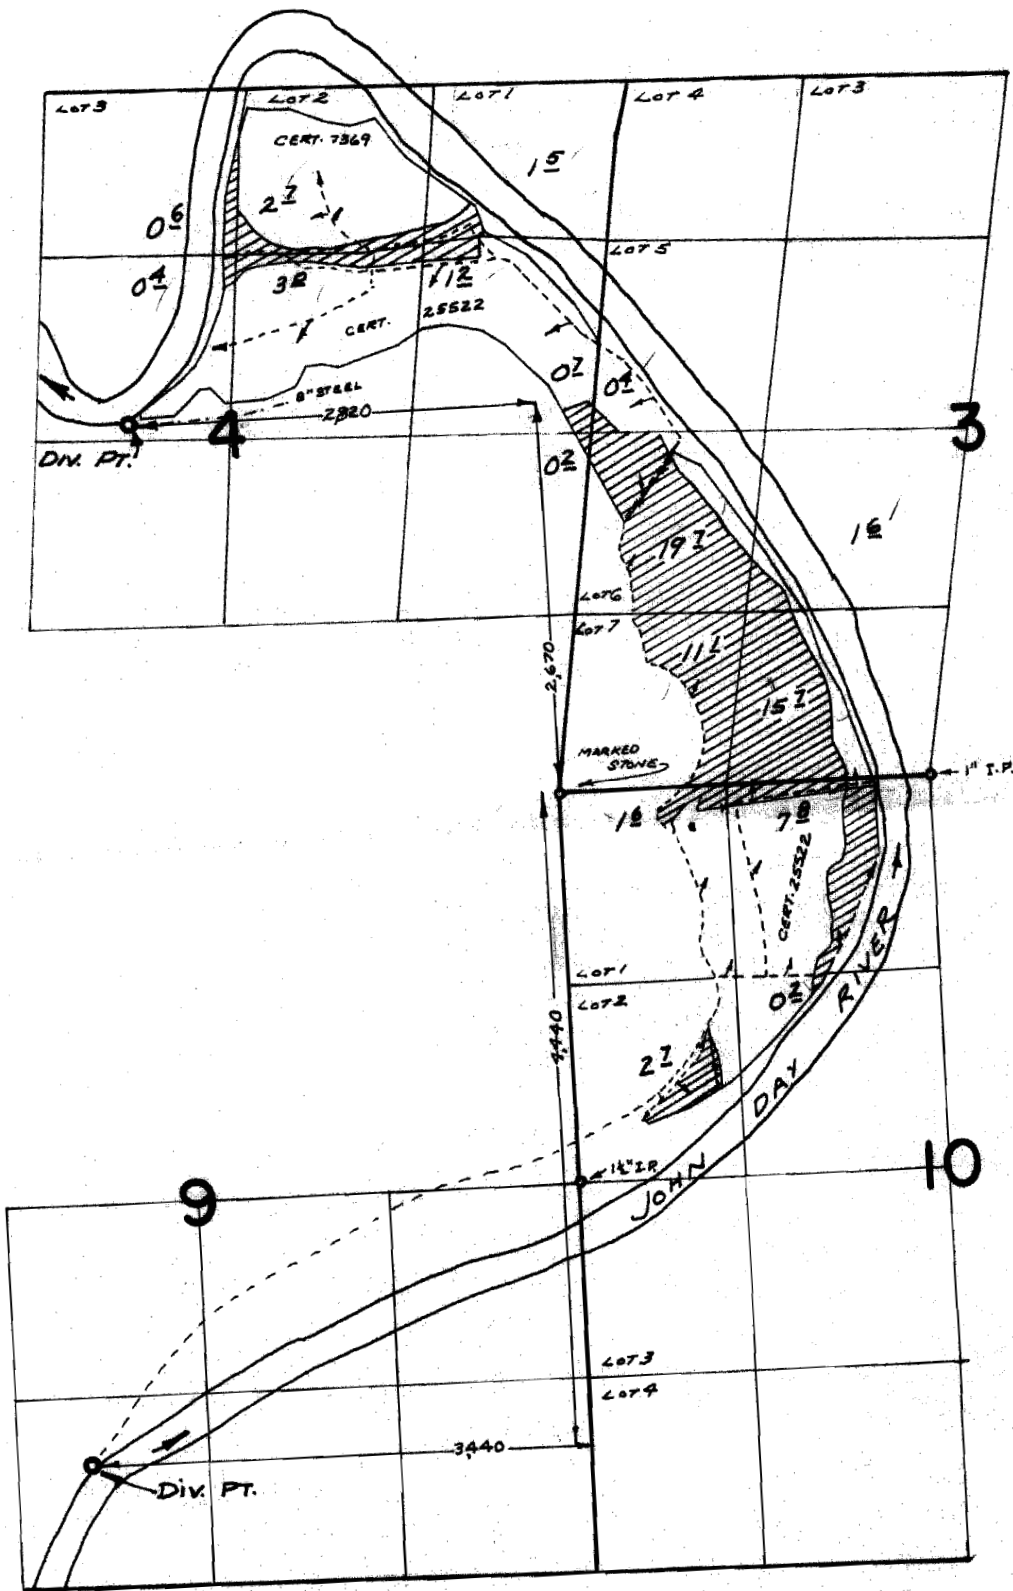 LOT 3
LOT 2
LOT 1
LOT 4
LOT 3
CERT. 7369
1 5
2 7
0 6
LOT 5
0 4
1 2
CERT. 25522
0 7
0 4
8" STEEL
2820
4
3
DIV. PT.
0 2
1 6
19 7
LOT 6
LOT 7
11 1
2,670
15 7
MARKED
STONE
1" I.P.
1 6
7 8
CERT. 25522
LOT 1
LOT 2
0 2
RIVER
4,440
2 7
DAY
10
1½" I.P.
JOHN
9
LOT 3
LOT 4
3,440
DIV. PT.